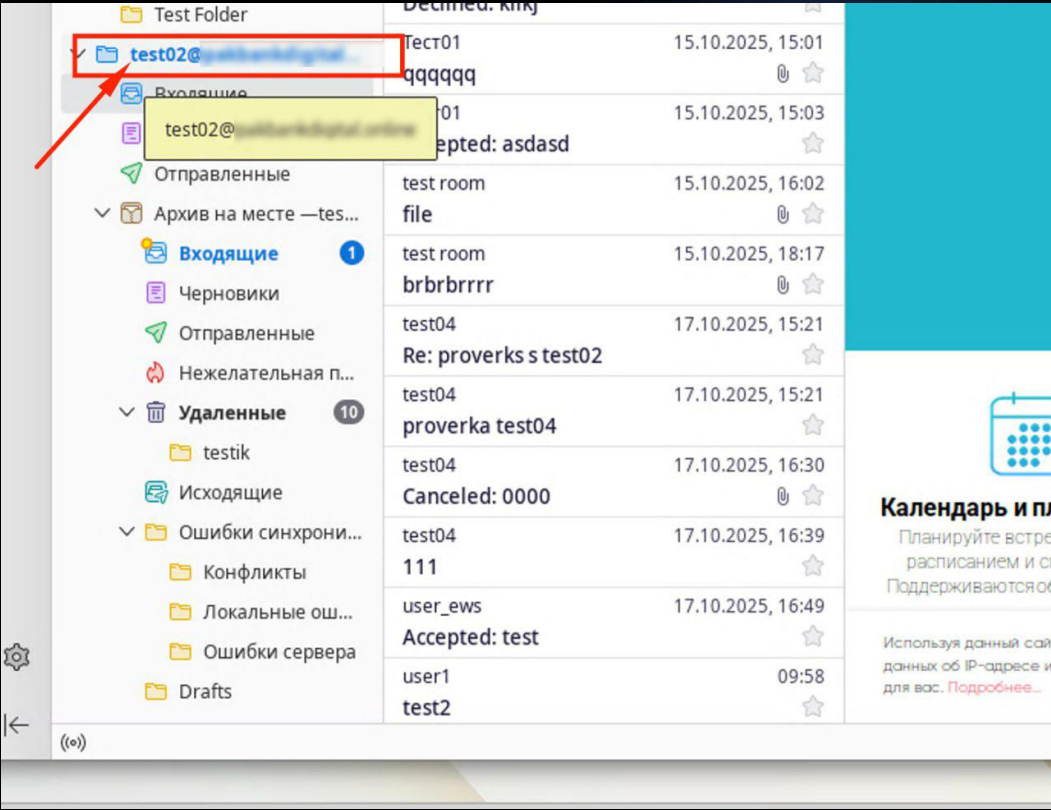 Test Folder
test02@
Входящие
test02@
Отправленные
Архив на месте —tes...
Входящие 1
Черновики
Отправленные
Нежелательная п...
Удаленные 10
testik
Исходящие
Ошибки синхрони...
Конфликты
Локальные ош...
Ошибки сервера
Drafts
Declined: kflkj
Тест01 15.10.2025, 15:01
qqqqqq
01 15.10.2025, 15:03
epted: asdasd
test room 15.10.2025, 16:02
file
test room 15.10.2025, 18:17
brbrbrrrr
test04 17.10.2025, 15:21
Re: proverks s test02
test04 17.10.2025, 15:21
proverka test04
test04 17.10.2025, 16:30
Canceled: 0000
test04 17.10.2025, 16:39
111
user_ews 17.10.2025, 16:49
Accepted: test
user1 09:58
test2
Календарь и пл
Планируйте встре
расписанием и с
Поддерживаются об
Используя данный сай
данных об IP-адресе и
для вас. Подробнее...